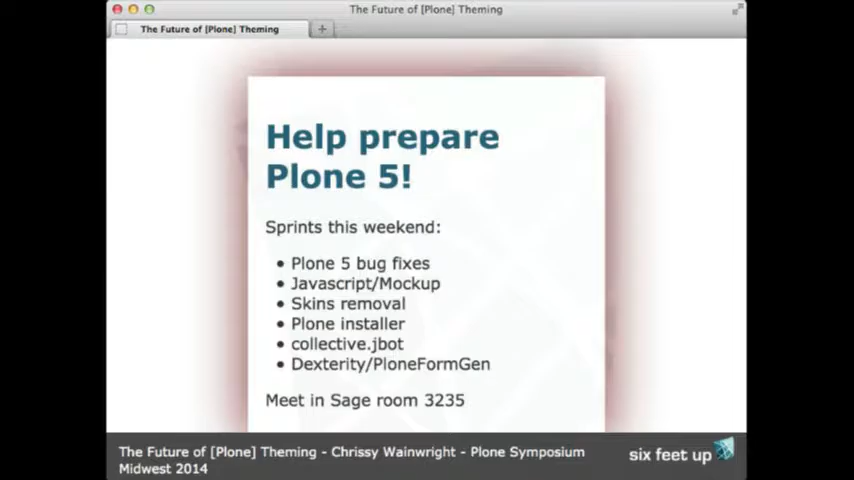 The Future of [Plone] Theming
The Future of [Plone] Theming
Help prepare
Plone 5!
Sprints this weekend:
• Plone 5 bug fixes
• Javascript/Mockup
• Skins removal
• Plone installer
• collective.jbot
• Dexterity/PloneFormGen
Meet in Sage room 3235
The Future of [Plone] Theming - Chrissy Wainwright - Plone Symposium
Midwest 2014
six feet up